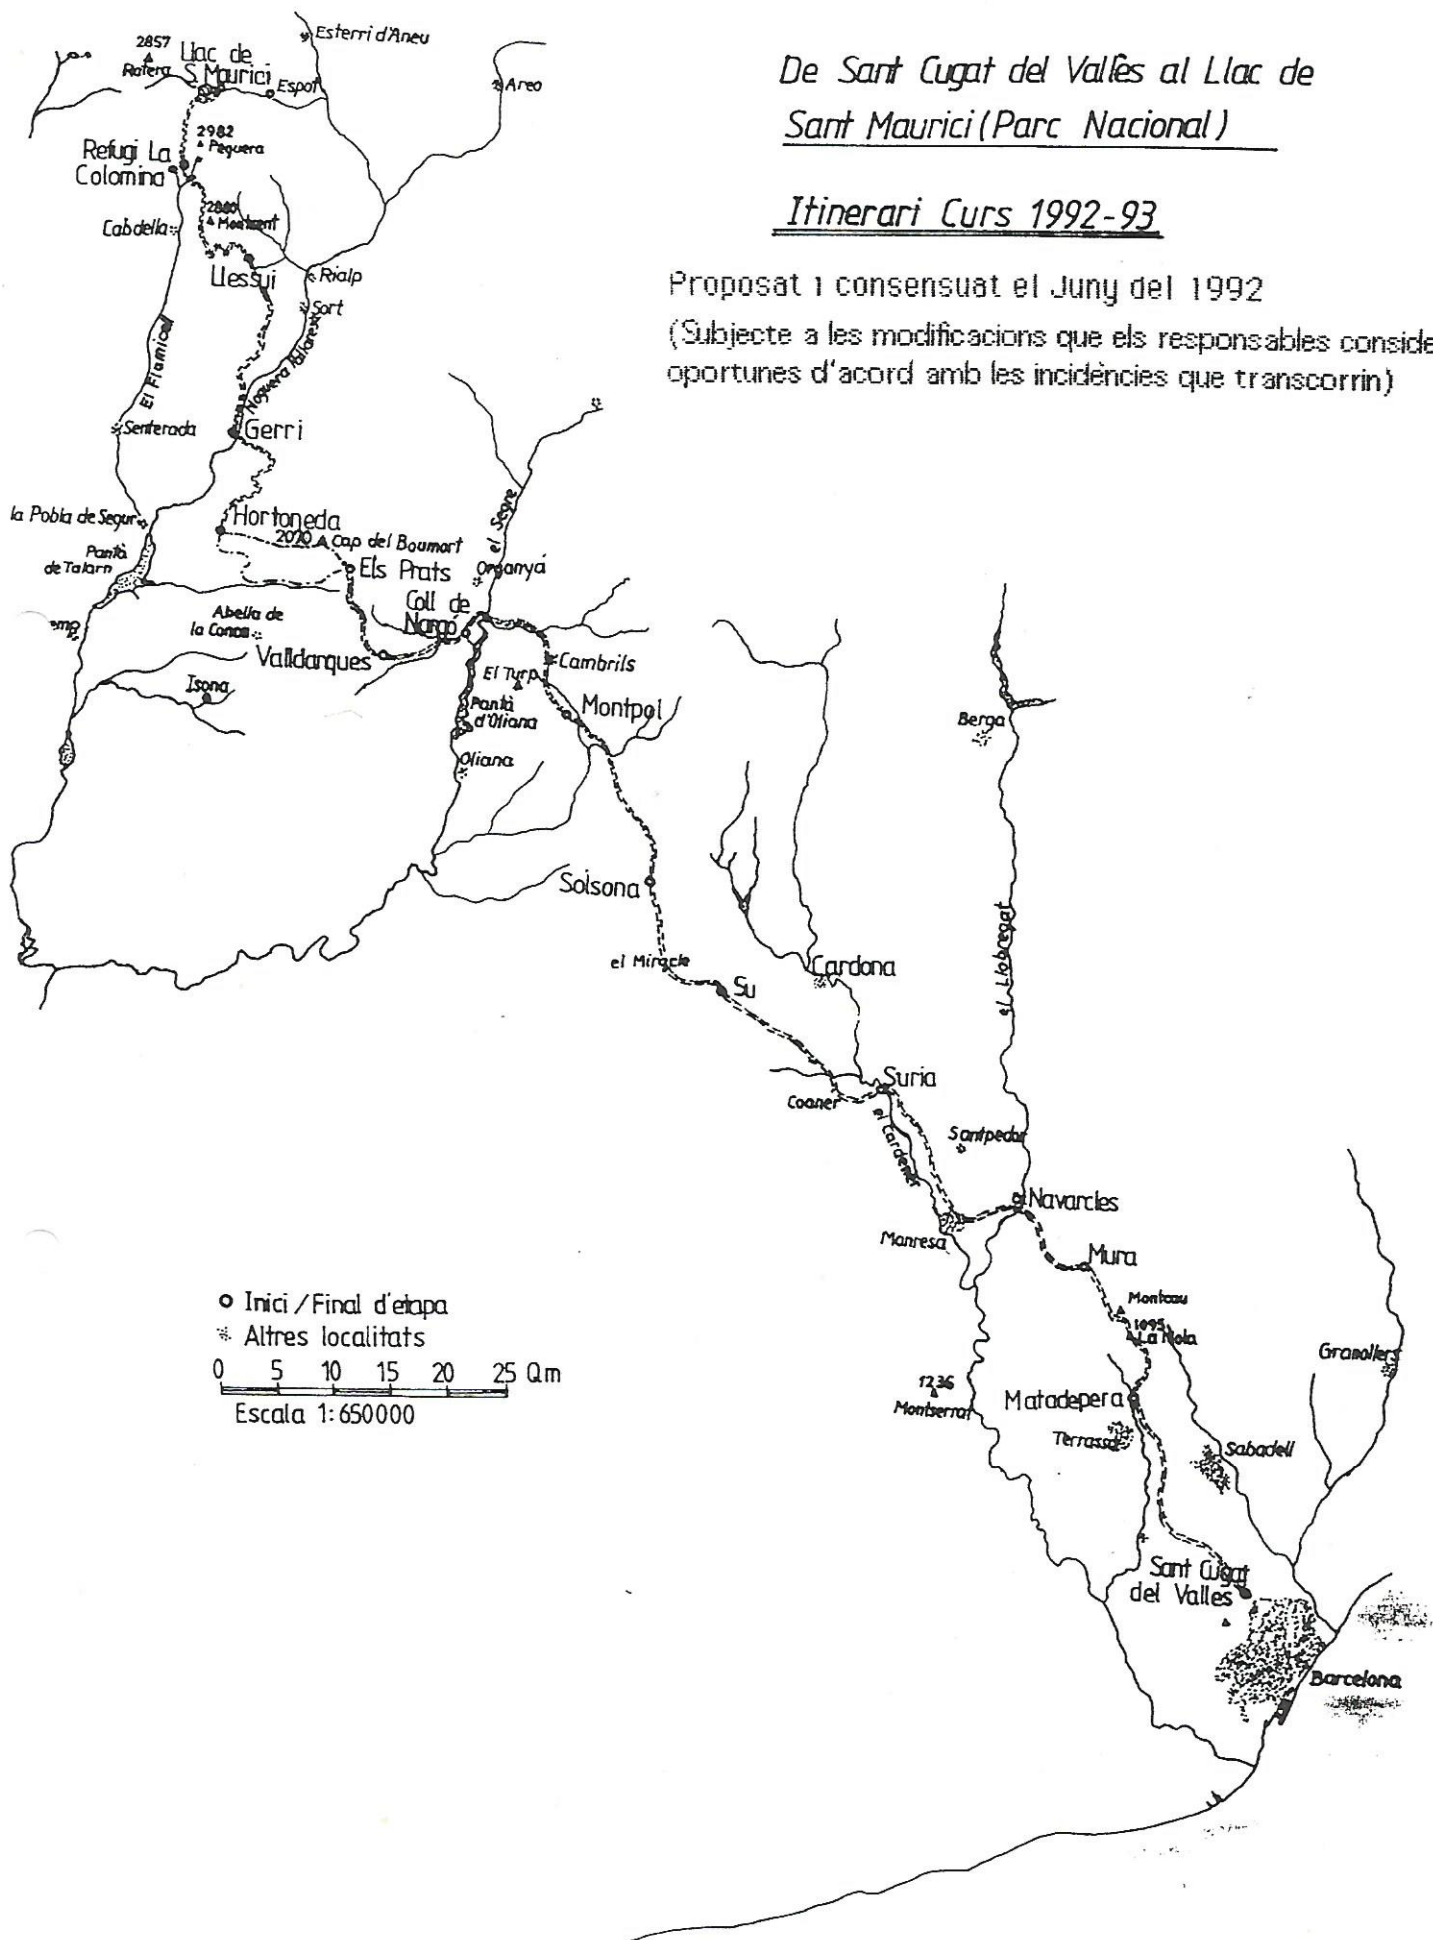 De Sant Cugat del Vallès al Llac de
Sant Maurici (Parc Nacional)
Itinerari Curs 1992-93
Proposat i consensuat el Juny del 1992
(Subjecte a les modificacions que els responsables conside
oportunes d'acord amb les incidències que transcorrin)
Esterri d'Aneu
2857
Ratera
Llac de
S. Maurici
Espot
Areo
2982
Peguera
Refugi La
Colomina
2880
Montsent
Cabdella
Llessui
Rialp
Sort
El Flamicell
Noguera Pallaresa
Senterada
Gerri
la Pobla de Segur
Hortoneda
2070
Cap del Boumort
el Segre
Pantà
de Talarn
Els Prats
Organyá
Coll de
Nargó
emp
Abella de
la Conca
Valldarques
Cambrils
El Turp
Isona
Montpol
Pantà
d'Oliana
Berga
Oliana
Solsona
el Llobregat
el Miracle
Cardona
Su
Suria
Coaner
el Cardener
Santpedor
Navarcles
Manresa
Mura
Montcau
1095
La Mola
Granollers
O Inici / Final d'etapa
Altres localitats
0 5 10 15 20 25 Qm
Escala 1:650000
1236
Montserrat
Matadepera
Terrassa
Sabadell
Sant Cugat
del Valles
Barcelona